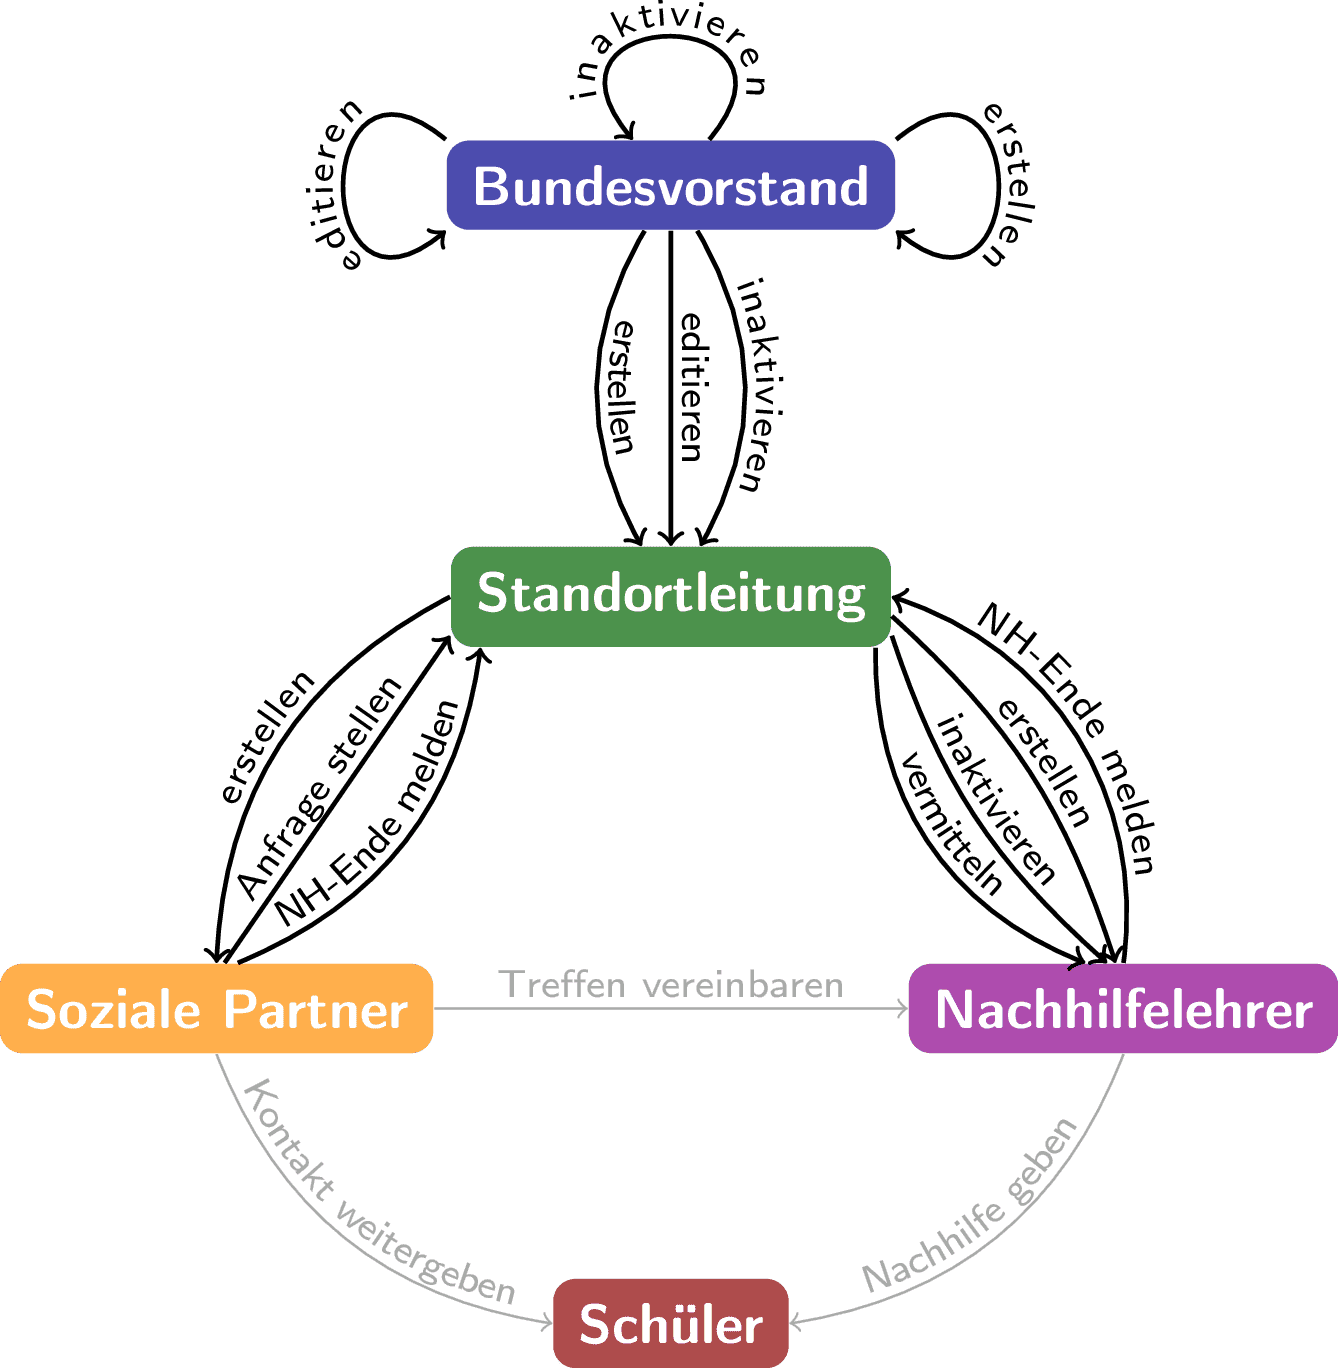 inaktivieren
editieren
erstellen
Bundesvorstand
erstellen
editieren
inaktivieren
Standortleitung
erstellen
Anfrage stellen
NH-Ende melden
vermitteln
inaktivieren
erstellen
NH-Ende melden
Soziale Partner
Treffen vereinbaren
Nachhilfelehrer
Kontakt weitergeben
Nachhilfe geben
Schüler